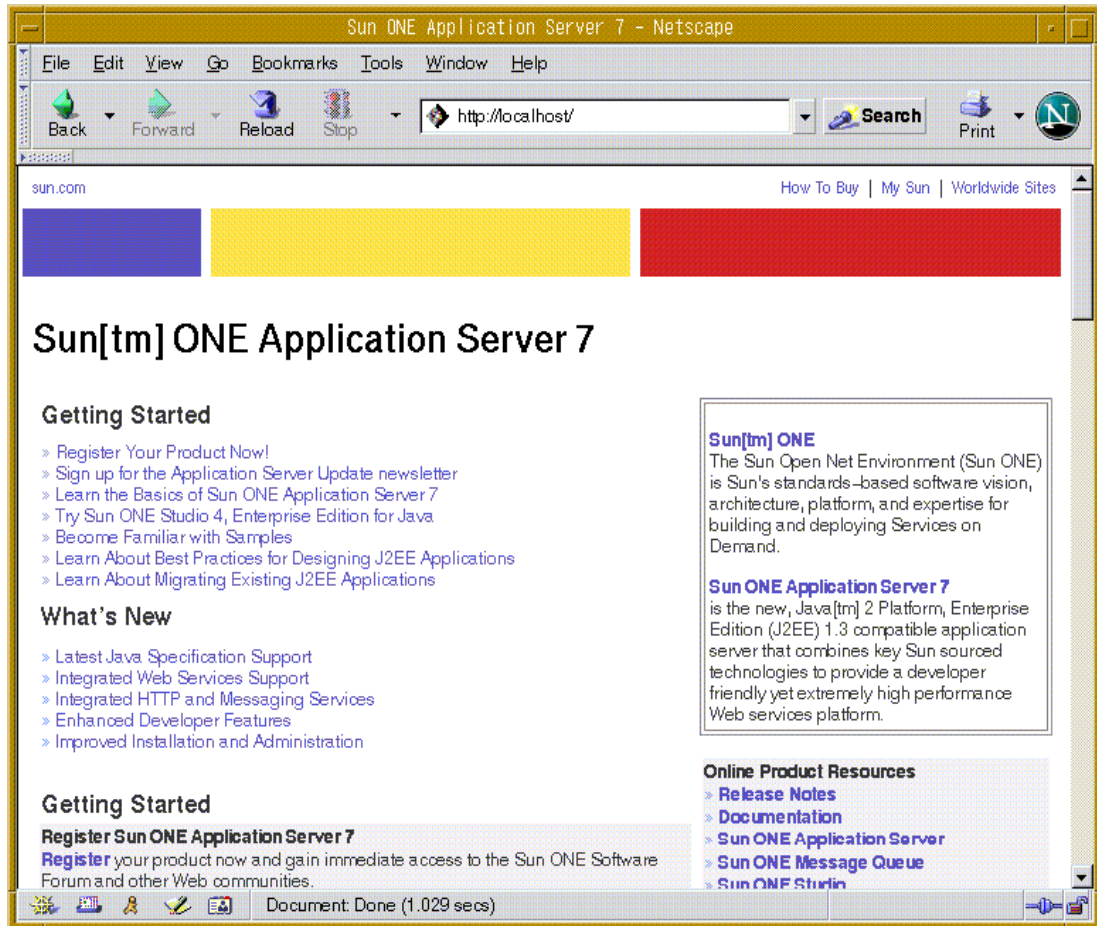 Sun ONE Application Server 7 - Netscape
File Edit View Go Bookmarks Tools Window Help
Back Forward Reload Stop http://localhost/ Search Print N
sun.com How To Buy | My Sun | Worldwide Sites
Sun[tm] ONE Application Server 7
Getting Started
» Register Your Product Now!
» Sign up for the Application Server Update newsletter
» Learn the Basics of Sun ONE Application Server 7
» Try Sun ONE Studio 4, Enterprise Edition for Java
» Become Familiar with Samples
» Learn About Best Practices for Designing J2EE Applications
» Learn About Migrating Existing J2EE Applications
What's New
» Latest Java Specification Support
» Integrated Web Services Support
» Integrated HTTP and Messaging Services
» Enhanced Developer Features
» Improved Installation and Administration
Getting Started
Register Sun ONE Application Server 7
Register your product now and gain immediate access to the Sun ONE Software
Forum and other Web communities.
Sun[tm] ONE
The Sun Open Net Environment (Sun ONE)
is Sun's standards-based software vision,
architecture, platform, and expertise for
building and deploying Services on
Demand.
Sun ONE Application Server 7
is the new, Java[tm] 2 Platform, Enterprise
Edition (J2EE) 1.3 compatible application
server that combines key Sun sourced
technologies to provide a developer
friendly yet extremely high performance
Web services platform.
Online Product Resources
» Release Notes
» Documentation
» Sun ONE Application Server
» Sun ONE Message Queue
» Sun ONE Studio
Document: Done (1.029 secs)